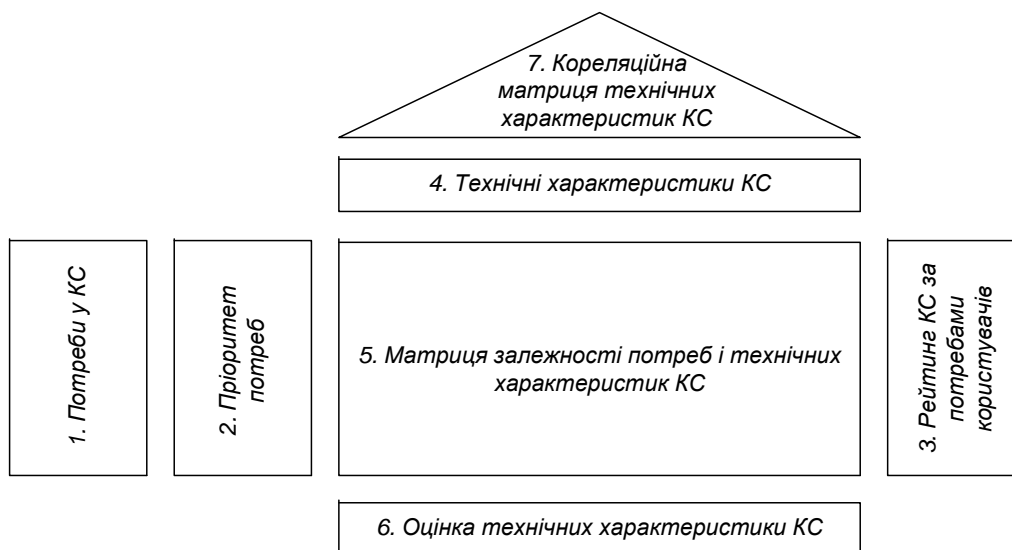 7. Кореляційна
матриця технічних
характеристик КС
4. Технічні характеристики КС
1. Потреби у КС
2. Пріоритет
потреб
5. Матриця залежності потреб і технічних
характеристик КС
3. Рейтинг КС за
потребами
користувачів
6. Оцінка технічних характеристики КС